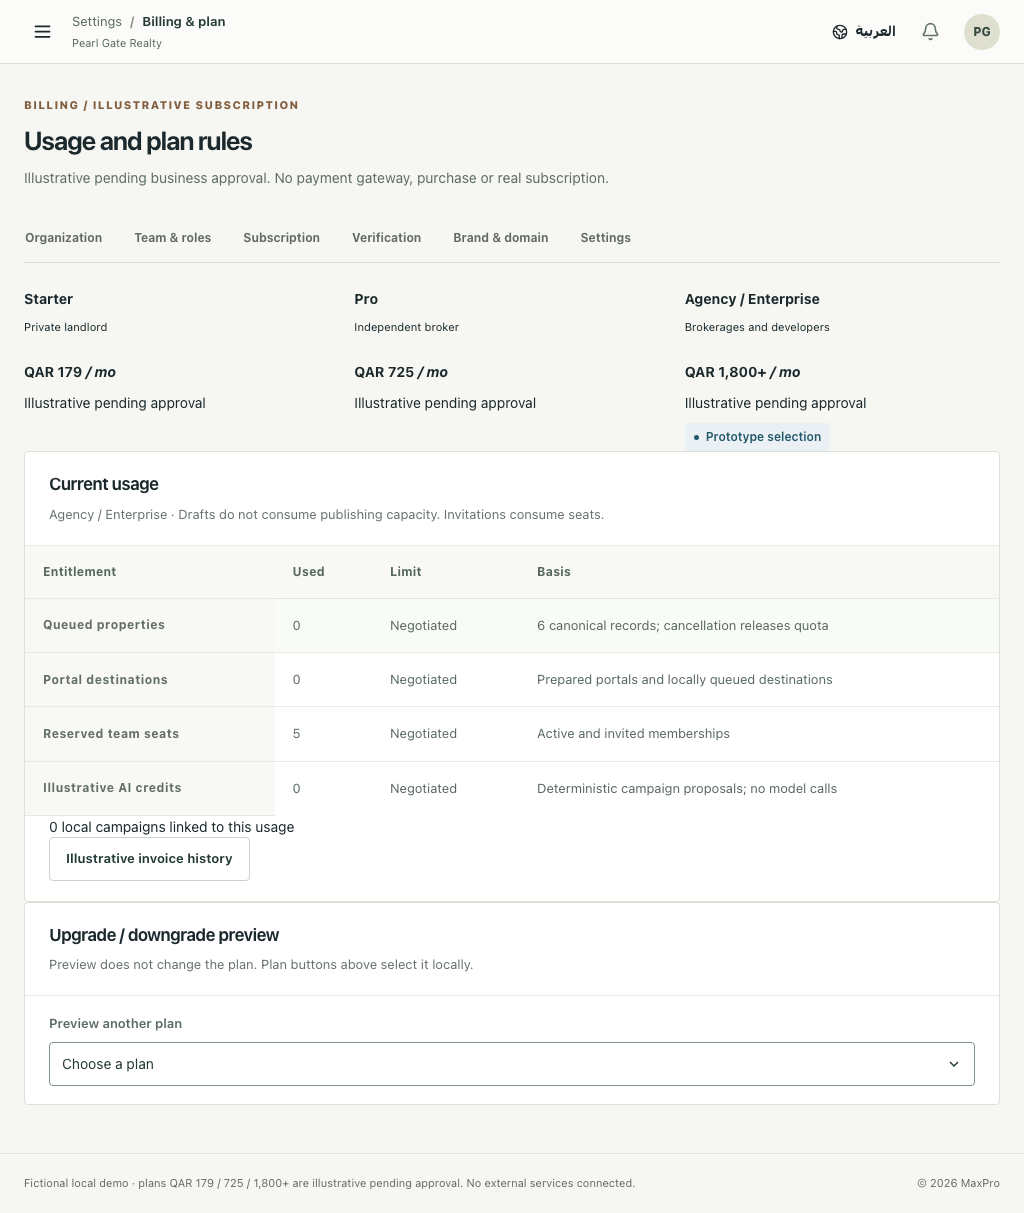 Settings / Billing & plan
Pearl Gate Realty
العربية
PG
BILLING / ILLUSTRATIVE SUBSCRIPTION
Usage and plan rules
Illustrative pending business approval. No payment gateway, purchase or real subscription.
Organization Team & roles Subscription Verification Brand & domain Settings
Starter
Private landlord
QAR 179 / mo
Illustrative pending approval
Pro
Independent broker
QAR 725 / mo
Illustrative pending approval
Agency / Enterprise
Brokerages and developers
QAR 1,800+ / mo
Illustrative pending approval
Prototype selection
Current usage
Agency / Enterprise · Drafts do not consume publishing capacity. Invitations consume seats.
Entitlement Used Limit Basis
Queued properties 0 Negotiated 6 canonical records; cancellation releases quota
Portal destinations 0 Negotiated Prepared portals and locally queued destinations
Reserved team seats 5 Negotiated Active and invited memberships
Illustrative AI credits 0 Negotiated Deterministic campaign proposals; no model calls
0 local campaigns linked to this usage
Illustrative invoice history
Upgrade / downgrade preview
Preview does not change the plan. Plan buttons above select it locally.
Preview another plan
Choose a plan
Fictional local demo · plans QAR 179 / 725 / 1,800+ are illustrative pending approval. No external services connected.
© 2026 MaxPro